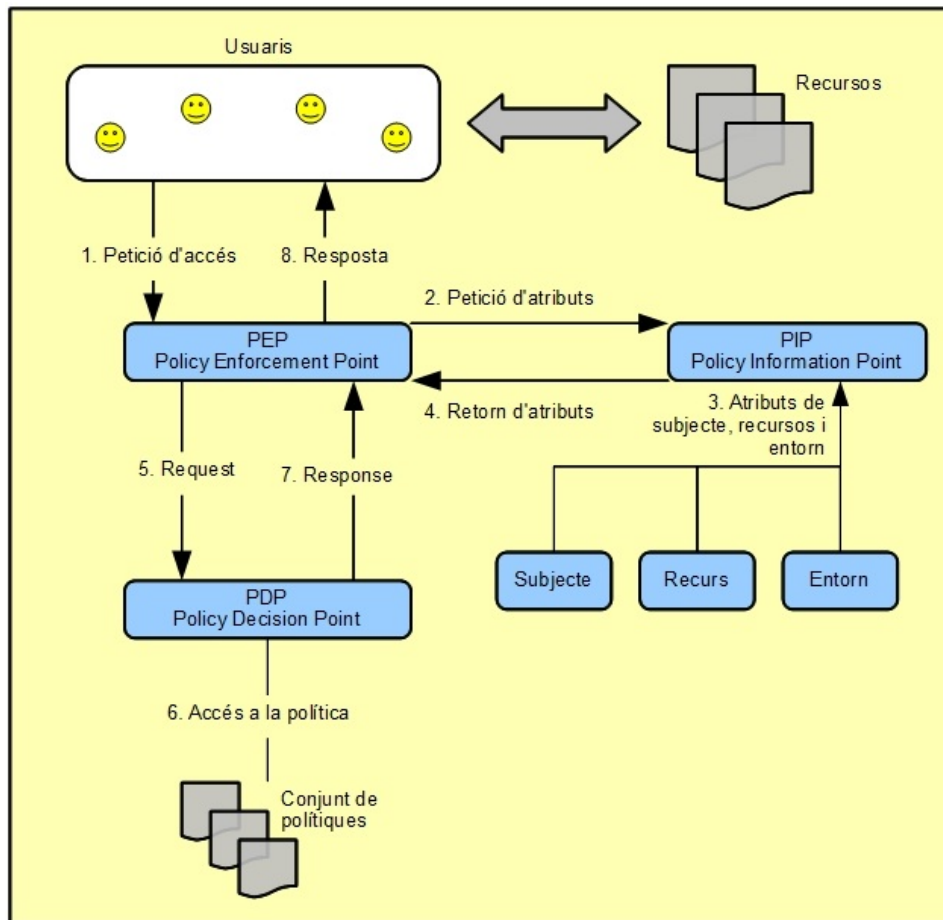 Usuaris
Recursos
1. Petició d'accés
8. Resposta
2. Petició d'atributs
PEP
Policy Enforcement Point
PIP
Policy Information Point
4. Retorn d'atributs
3. Atributs de
subjecte, recursos i
entorn
5. Request
7. Response
Subjecte
Recurs
Entorn
PDP
Policy Decision Point
6. Accés a la política
Conjunt de
polítiques